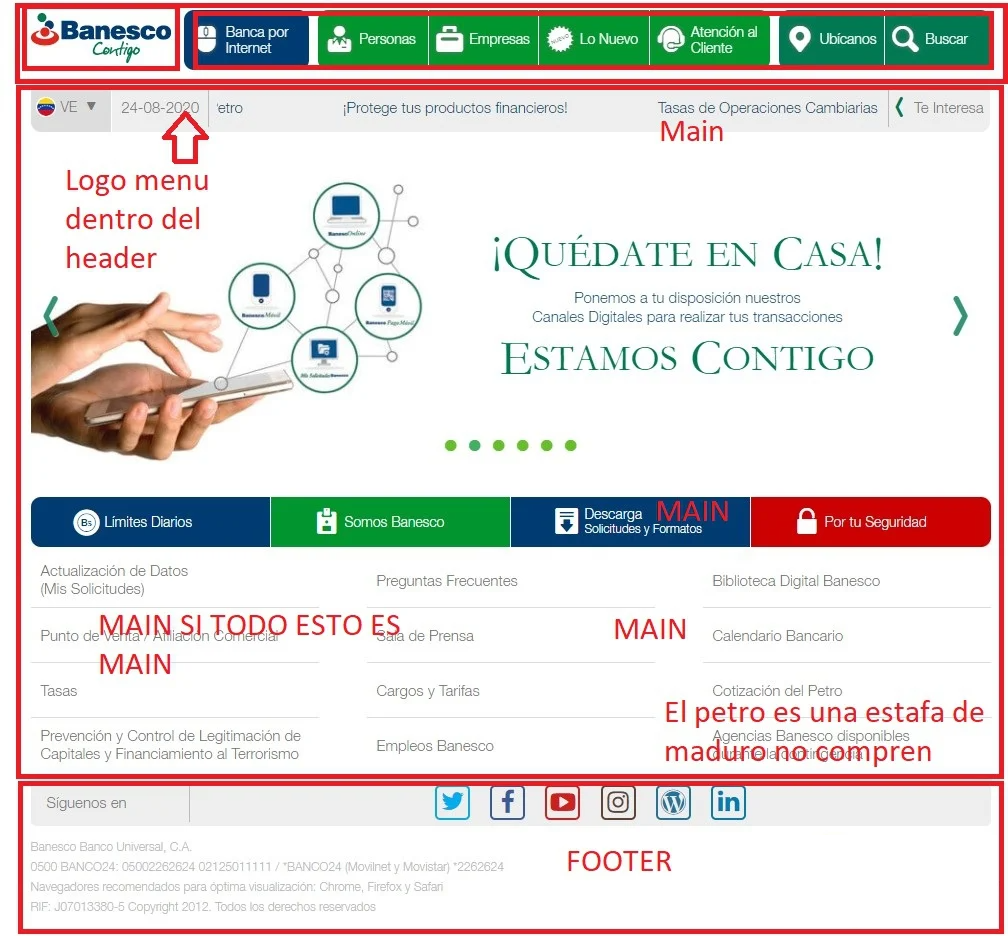 Banesco
Contigo
Banca por
Internet
Personas
Empresas
Lo Nuevo
Atención al
Cliente
Ubícanos
Buscar
VE
24-08-2020
etro
¡Protege tus productos financieros!
Tasas de Operaciones Cambiarias
Te Interesa
Main
Logo menu
dentro del
header
BanescOnline
Banesco Móvil
Banesco PagoMóvil
Mis Solicitudes Banesco
¡QUÉDATE EN CASA!
Ponemos a tu disposición nuestros
Canales Digitales para realizar tus transacciones
ESTAMOS CONTIGO
Bs
Límites Diarios
Somos Banesco
Descarga
Solicitudes y Formatos
MAIN
Por tu Seguridad
Actualización de Datos
(Mis Solicitudes)
Preguntas Frecuentes
Biblioteca Digital Banesco
MAIN SI TODO ESTO ES
MAIN
Punto de Venta / Afiliación Comercial
Sala de Prensa
MAIN
Calendario Bancario
Tasas
Cargos y Tarifas
Cotización del Petro
El petro es una estafa de
maduro no compren
Prevención y Control de Legitimación de
Capitales y Financiamiento al Terrorismo
Empleos Banesco
Agencias Banesco disponibles
durante la contingencia
Síguenos en
f
W
in
Banesco Banco Universal, C.A.
0500 BANCO24: 05002262624 02125011111 / *BANCO24 (Movilnet y Movistar) *2262624
Navegadores recomendados para óptima visualización: Chrome, Firefox y Safari
RIF: J07013380-5 Copyright 2012. Todos los derechos reservados
FOOTER